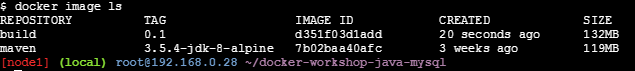 $ docker image ls
REPOSITORY TAG IMAGE ID CREATED SIZE
build 0.1 d351f03d1add 20 seconds ago 132MB
maven 3.5.4-jdk-8-alpine 7b02baa40afc 3 weeks ago 119MB
[node1] (local) root@192.168.0.28 ~/docker-workshop-java-mysql